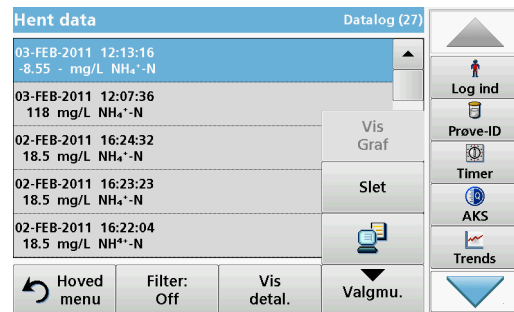 Hent data Datalog (27)
03-FEB-2011 12:13:16
-8.55 - mg/L NH₄⁺-N
03-FEB-2011 12:07:36
118 mg/L NH₄⁺-N
02-FEB-2011 16:24:32
18.5 mg/L NH₄⁺-N
02-FEB-2011 16:23:23
18.5 mg/L NH₄⁺-N
02-FEB-2011 16:22:04
18.5 mg/L NH⁴⁺-N
Vis
Graf
Slet
Hoved
menu
Filter:
Off
Vis
detal.
Valgmu.
Log ind
Prøve-ID
Timer
AKS
Trends